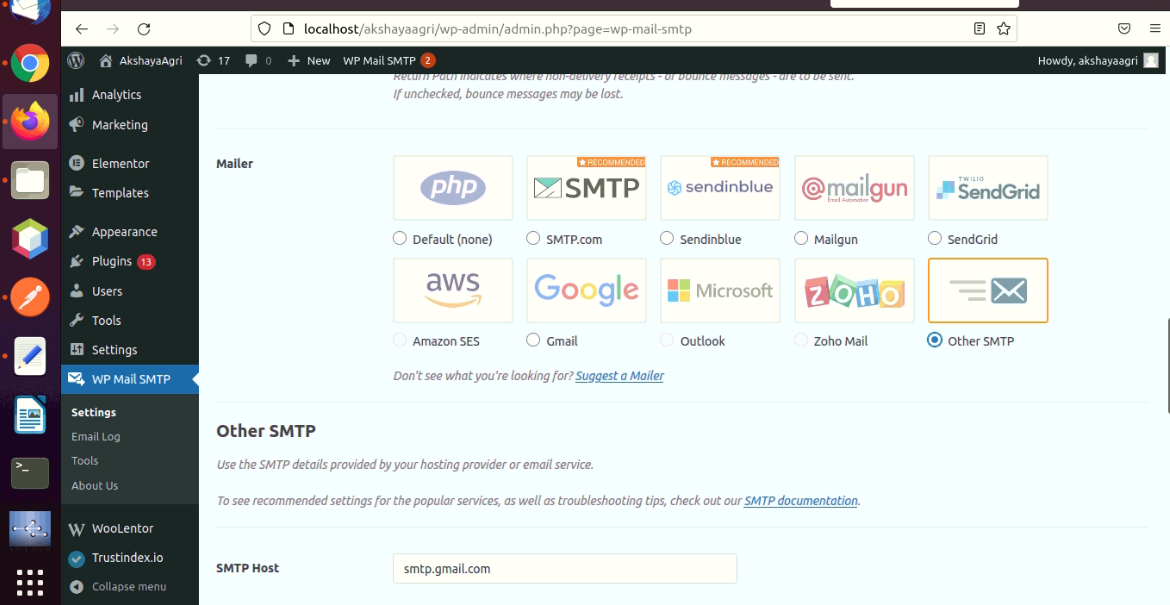 localhost/akshayaagri/wp-admin/admin.php?page=wp-mail-smtp
AkshayaAgri 17 0 New WP Mail SMTP 2 Howdy, akshayaagri
Analytics
Marketing
Elementor
Templates
Appearance
Plugins 13
Users
Tools
Settings
WP Mail SMTP
Settings
Email Log
Tools
About Us
WooLentor
Trustindex.io
Collapse menu
Return Path indicates where non-delivery receipts - or bounce messages - are to be sent.
If unchecked, bounce messages may be lost.
Mailer
RECOMMENDED RECOMMENDED
php SMTP sendinblue @mailgun Email Automation TWILIO SendGrid
Default (none) SMTP.com Sendinblue Mailgun SendGrid
aws Google Microsoft ZOHO
Amazon SES Gmail Outlook Zoho Mail Other SMTP
Don't see what you're looking for? Suggest a Mailer
Other SMTP
Use the SMTP details provided by your hosting provider or email service.
To see recommended settings for the popular services, as well as troubleshooting tips, check out our SMTP documentation.
SMTP Host smtp.gmail.com